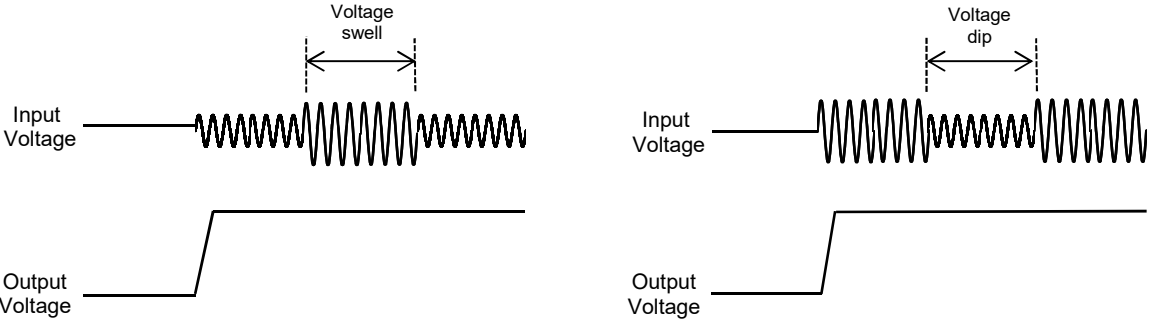 Voltage
swell
Input
Voltage
Output
Voltage
Voltage
dip
Input
Voltage
Output
Voltage